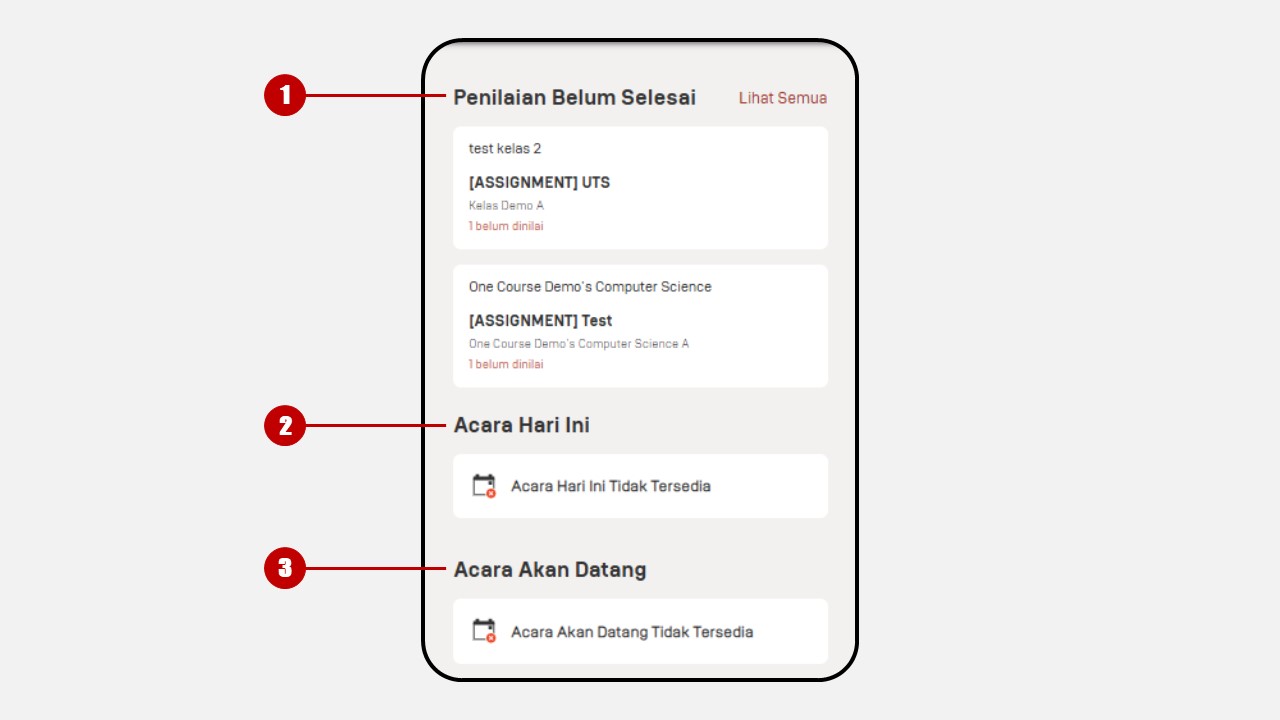 1
Penilaian Belum Selesai
Lihat Semua
test kelas 2
[ASSIGNMENT] UTS
Kelas Demo A
1 belum dinilai
One Course Demo's Computer Science
[ASSIGNMENT] Test
One Course Demo's Computer Science A
1 belum dinilai
2
Acara Hari Ini
Acara Hari Ini Tidak Tersedia
3
Acara Akan Datang
Acara Akan Datang Tidak Tersedia